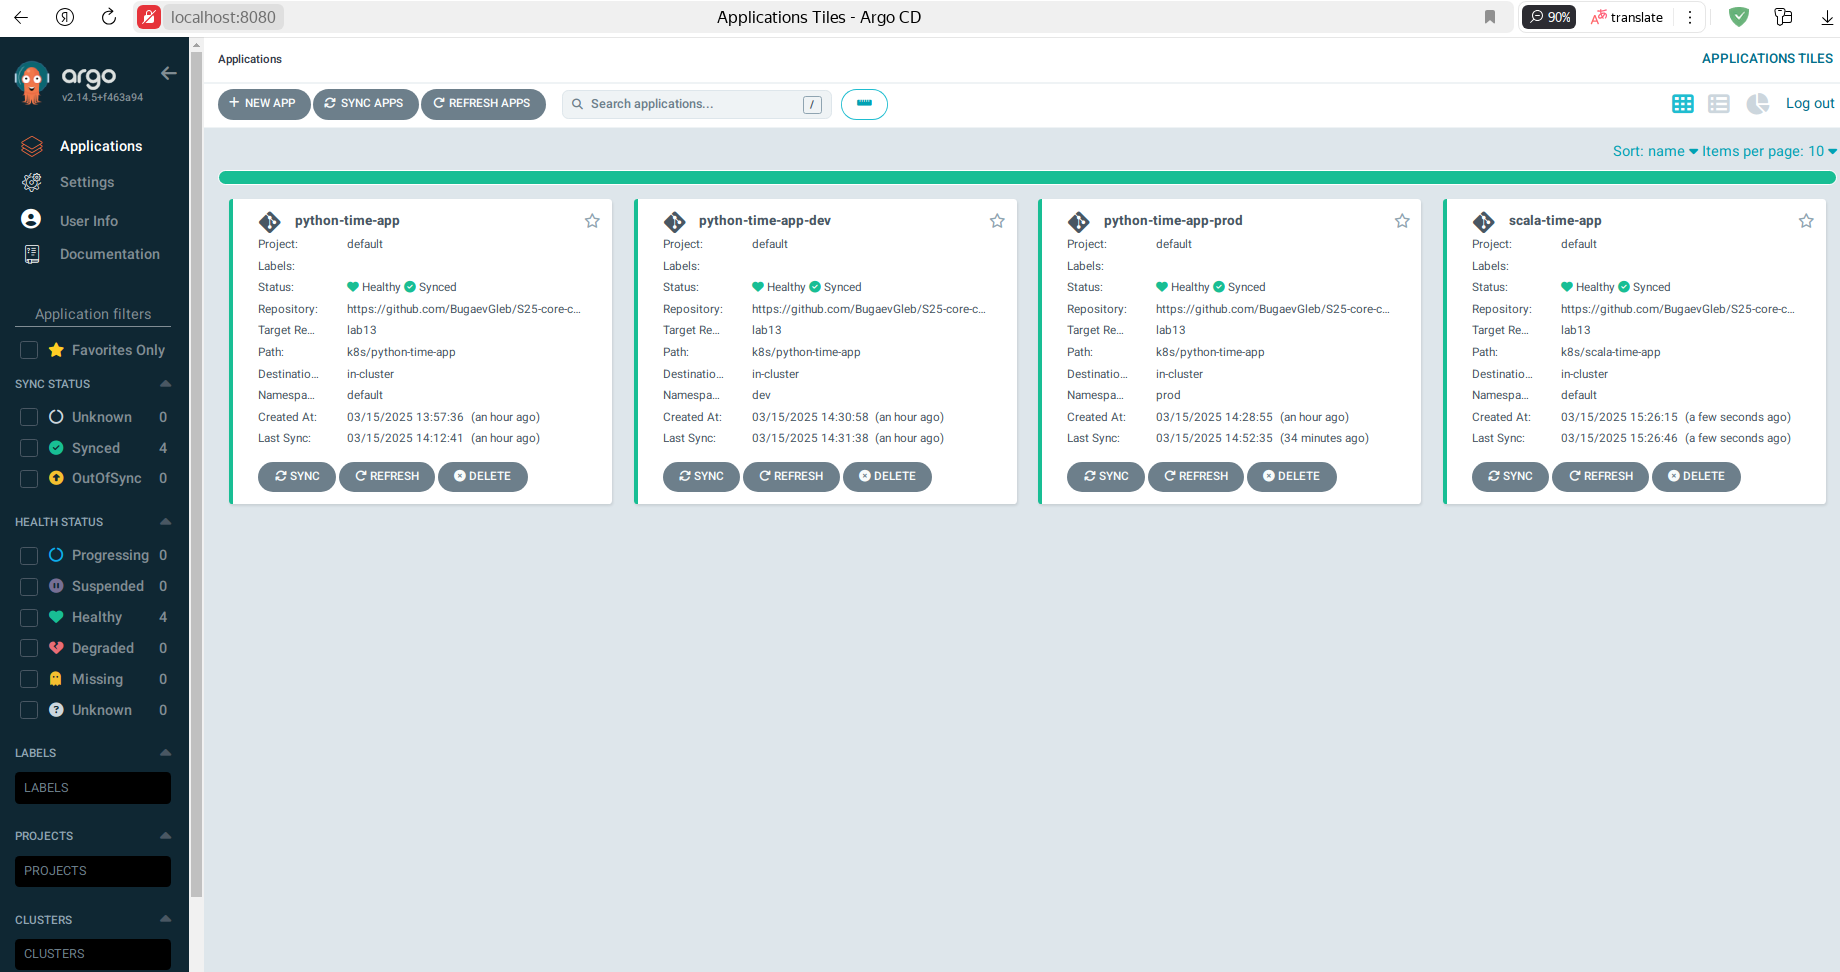 localhost:8080
Applications Tiles - Argo CD
90%
translate
argo
v2.14.5+f463a94
Applications
Settings
User Info
Documentation
Application filters
Favorites Only
SYNC STATUS
Unknown 0
Synced 4
OutOfSync 0
HEALTH STATUS
Progressing 0
Suspended 0
Healthy 4
Degraded 0
Missing 0
Unknown 0
LABELS
LABELS
PROJECTS
PROJECTS
CLUSTERS
CLUSTERS
Applications
APPLICATIONS TILES
+ NEW APP
SYNC APPS
REFRESH APPS
Search applications...
/
Log out
Sort: name
Items per page: 10
python-time-app
Project: default
Labels:
Status: Healthy Synced
Repository: https://github.com/BugaevGleb/S25-core-c...
Target Re... lab13
Path: k8s/python-time-app
Destinatio... in-cluster
Namespa... default
Created At: 03/15/2025 13:57:36 (an hour ago)
Last Sync: 03/15/2025 14:12:41 (an hour ago)
SYNC
REFRESH
DELETE
python-time-app-dev
Project: default
Labels:
Status: Healthy Synced
Repository: https://github.com/BugaevGleb/S25-core-c...
Target Re... lab13
Path: k8s/python-time-app
Destinatio... in-cluster
Namespa... dev
Created At: 03/15/2025 14:30:58 (an hour ago)
Last Sync: 03/15/2025 14:31:38 (an hour ago)
SYNC
REFRESH
DELETE
python-time-app-prod
Project: default
Labels:
Status: Healthy Synced
Repository: https://github.com/BugaevGleb/S25-core-c...
Target Re... lab13
Path: k8s/python-time-app
Destinatio... in-cluster
Namespa... prod
Created At: 03/15/2025 14:28:55 (an hour ago)
Last Sync: 03/15/2025 14:52:35 (34 minutes ago)
SYNC
REFRESH
DELETE
scala-time-app
Project: default
Labels:
Status: Healthy Synced
Repository: https://github.com/BugaevGleb/S25-core-c...
Target Re... lab13
Path: k8s/scala-time-app
Destinatio... in-cluster
Namespa... default
Created At: 03/15/2025 15:26:15 (a few seconds ago)
Last Sync: 03/15/2025 15:26:46 (a few seconds ago)
SYNC
REFRESH
DELETE